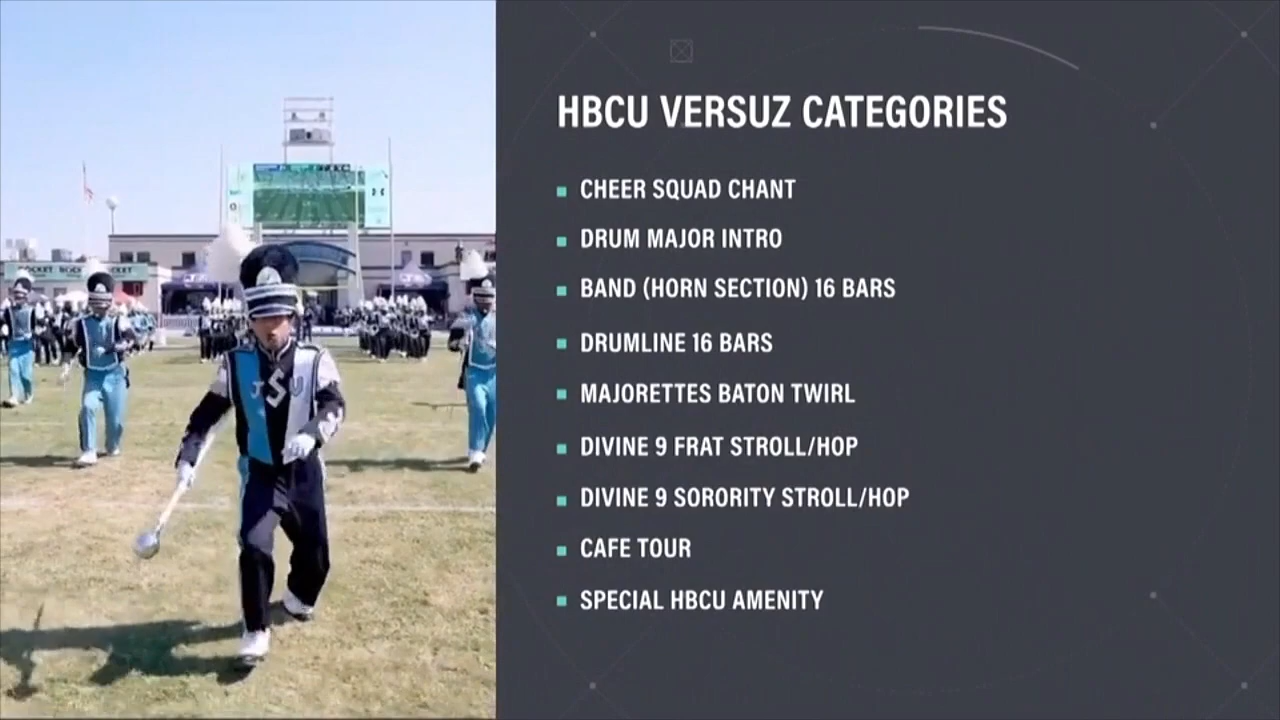 HBCU VERSUZ CATEGORIES
CHEER SQUAD CHANT
DRUM MAJOR INTRO
BAND (HORN SECTION) 16 BARS
DRUMLINE 16 BARS
MAJORETTES BATON TWIRL
DIVINE 9 FRAT STROLL/HOP
DIVINE 9 SORORITY STROLL/HOP
CAFE TOUR
SPECIAL HBCU AMENITY
JSU